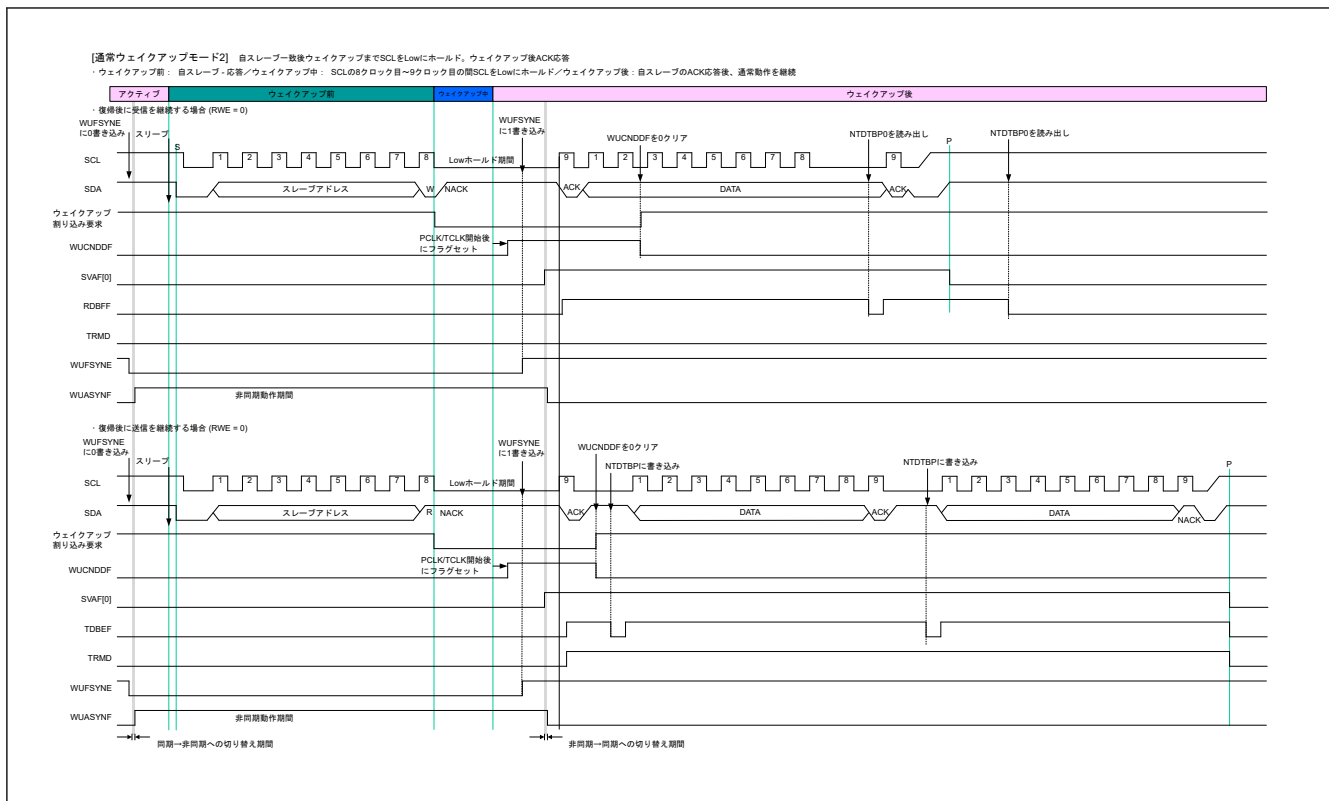 [通常ウェイクアップモード2] 自スレーブ一致後ウェイクアップまでSCLをLowにホールド。ウェイクアップ後ACK応答
・ウェイクアップ前： 自スレーブ - 応答／ウェイクアップ中： SCLの8クロック目～9クロック目の間SCLをLowにホールド／ウェイクアップ後：自スレーブのACK応答後、通常動作を継続
アクティブ ウェイクアップ前 ウェイクアップ中 ウェイクアップ後
・復帰後に受信を継続する場合 (RWE = 0)
WUFSYNE
に0書き込み
スリープ
WUFSYNE
に1書き込み
WUCNDDFを0クリア
NTDTBP0を読み出し
NTDTBP0を読み出し
S
P
SCL 1 2 3 4 5 6 7 8 Lowホールド期間 9 1 2 3 4 5 6 7 8 9
SDA スレーブアドレス W NACK ACK DATA ACK
ウェイクアップ
割り込み要求
WUCNDDF
PCLK/TCLK開始後
にフラグセット
SVAF[0]
RDBFF
TRMD
WUFSYNE
WUASYNF 非同期動作期間
・復帰後に送信を継続する場合 (RWE = 0)
WUFSYNE
に0書き込み
スリープ
WUFSYNE
に1書き込み
WUCNDDFを0クリア
NTDTBPに書き込み
NTDTBPに書き込み
P
SCL 1 2 3 4 5 6 7 8 Lowホールド期間 9 1 2 3 4 5 6 7 8 9 1 2 3 4 5 6 7 8 9
SDA スレーブアドレス R NACK ACK DATA ACK DATA NACK
ウェイクアップ
割り込み要求
WUCNDDF
PCLK/TCLK開始後
にフラグセット
SVAF[0]
TDBEF
TRMD
WUFSYNE
WUASYNF 非同期動作期間
同期→非同期への切り替え期間 非同期→同期への切り替え期間